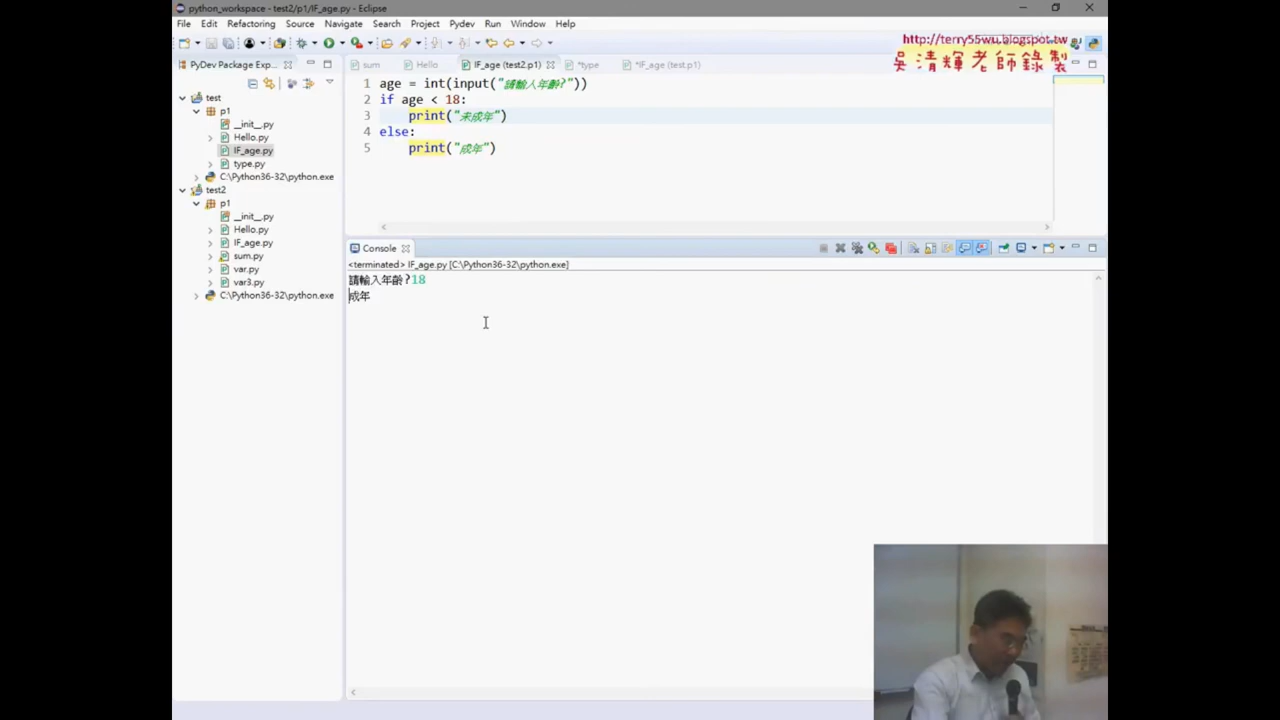 python_workspace - test2/p1/IF_age.py - Eclipse
File Edit Refactoring Source Navigate Search Project Pydev Run Window Help
http://terry55wu.blogspot.tw
吳清輝老師錄製
PyDev Package Exp...
sum
Hello
IF_age (test2.p1)
*type
*IF_age (test.p1)
test
p1
__init__.py
Hello.py
IF_age.py
type.py
C:\Python36-32\python.exe
test2
p1
__init__.py
Hello.py
IF_age.py
sum.py
var.py
var3.py
C:\Python36-32\python.exe
1 age = int(input("請輸入年齡?"))
2 if age < 18:
3 print("未成年")
4 else:
5 print("成年")
Console
<terminated> IF_age.py [C:\Python36-32\python.exe]
請輸入年齡?18
成年